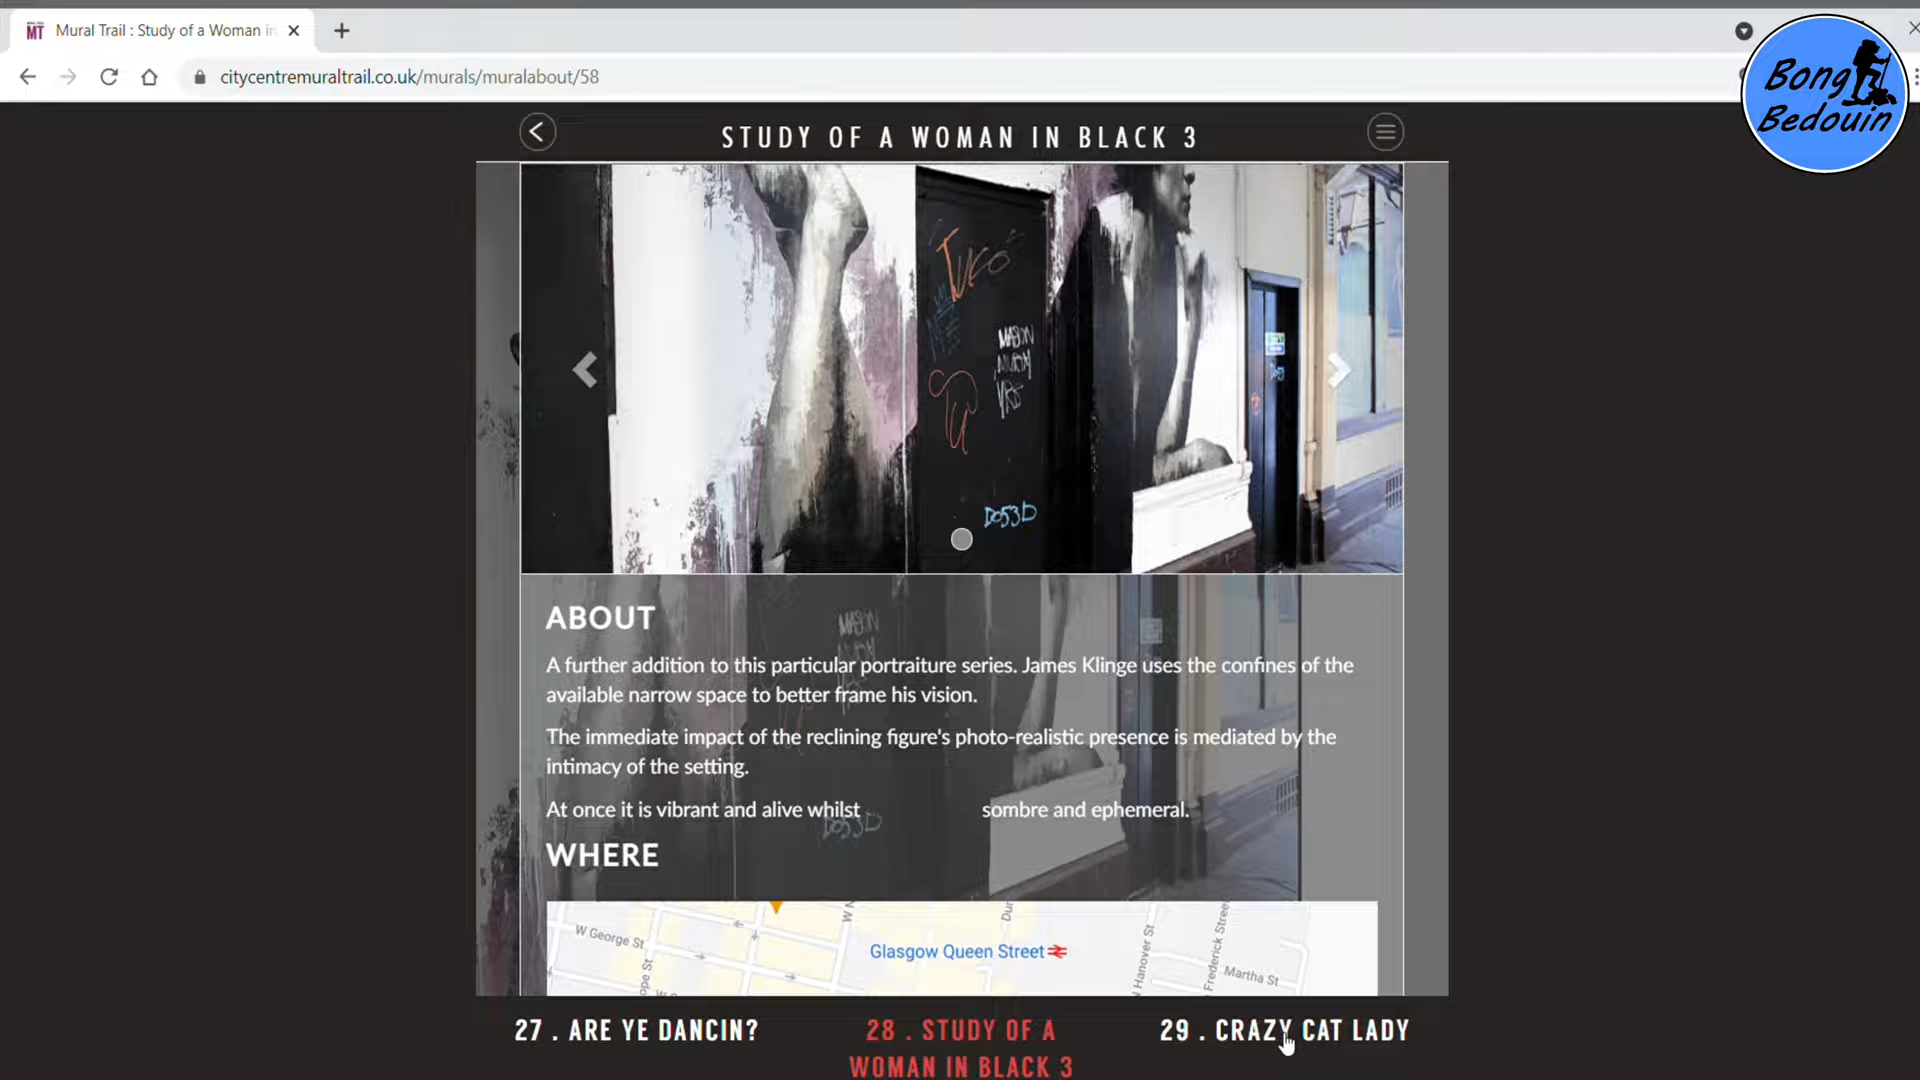 MT Mural Trail : Study of a Woman in
citycentremuraltrail.co.uk/murals/muralabout/58
Bong
Bedouin
STUDY OF A WOMAN IN BLACK 3
MASON
DO53D
ABOUT
A further addition to this particular portraiture series. James Klinge uses the confines of the
available narrow space to better frame his vision.
The immediate impact of the reclining figure's photo-realistic presence is mediated by the
intimacy of the setting.
At once it is vibrant and alive whilst sombre and ephemeral.
WHERE
W George St
Glasgow Queen Street
N Hanover St
Frederick Street
Martha St
27 . ARE YE DANCIN?
28 . STUDY OF A
WOMAN IN BLACK 3
29 . CRAZY CAT LADY